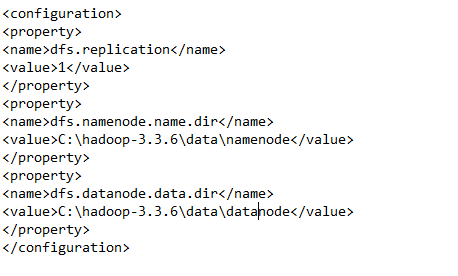 <configuration>
<property>
<name>dfs.replication</name>
<value>1</value>
</property>
<property>
<name>dfs.namenode.name.dir</name>
<value>C:\hadoop-3.3.6\data\namenode</value>
</property>
<property>
<name>dfs.datanode.data.dir</name>
<value>C:\hadoop-3.3.6\data\datanode</value>
</property>
</configuration>